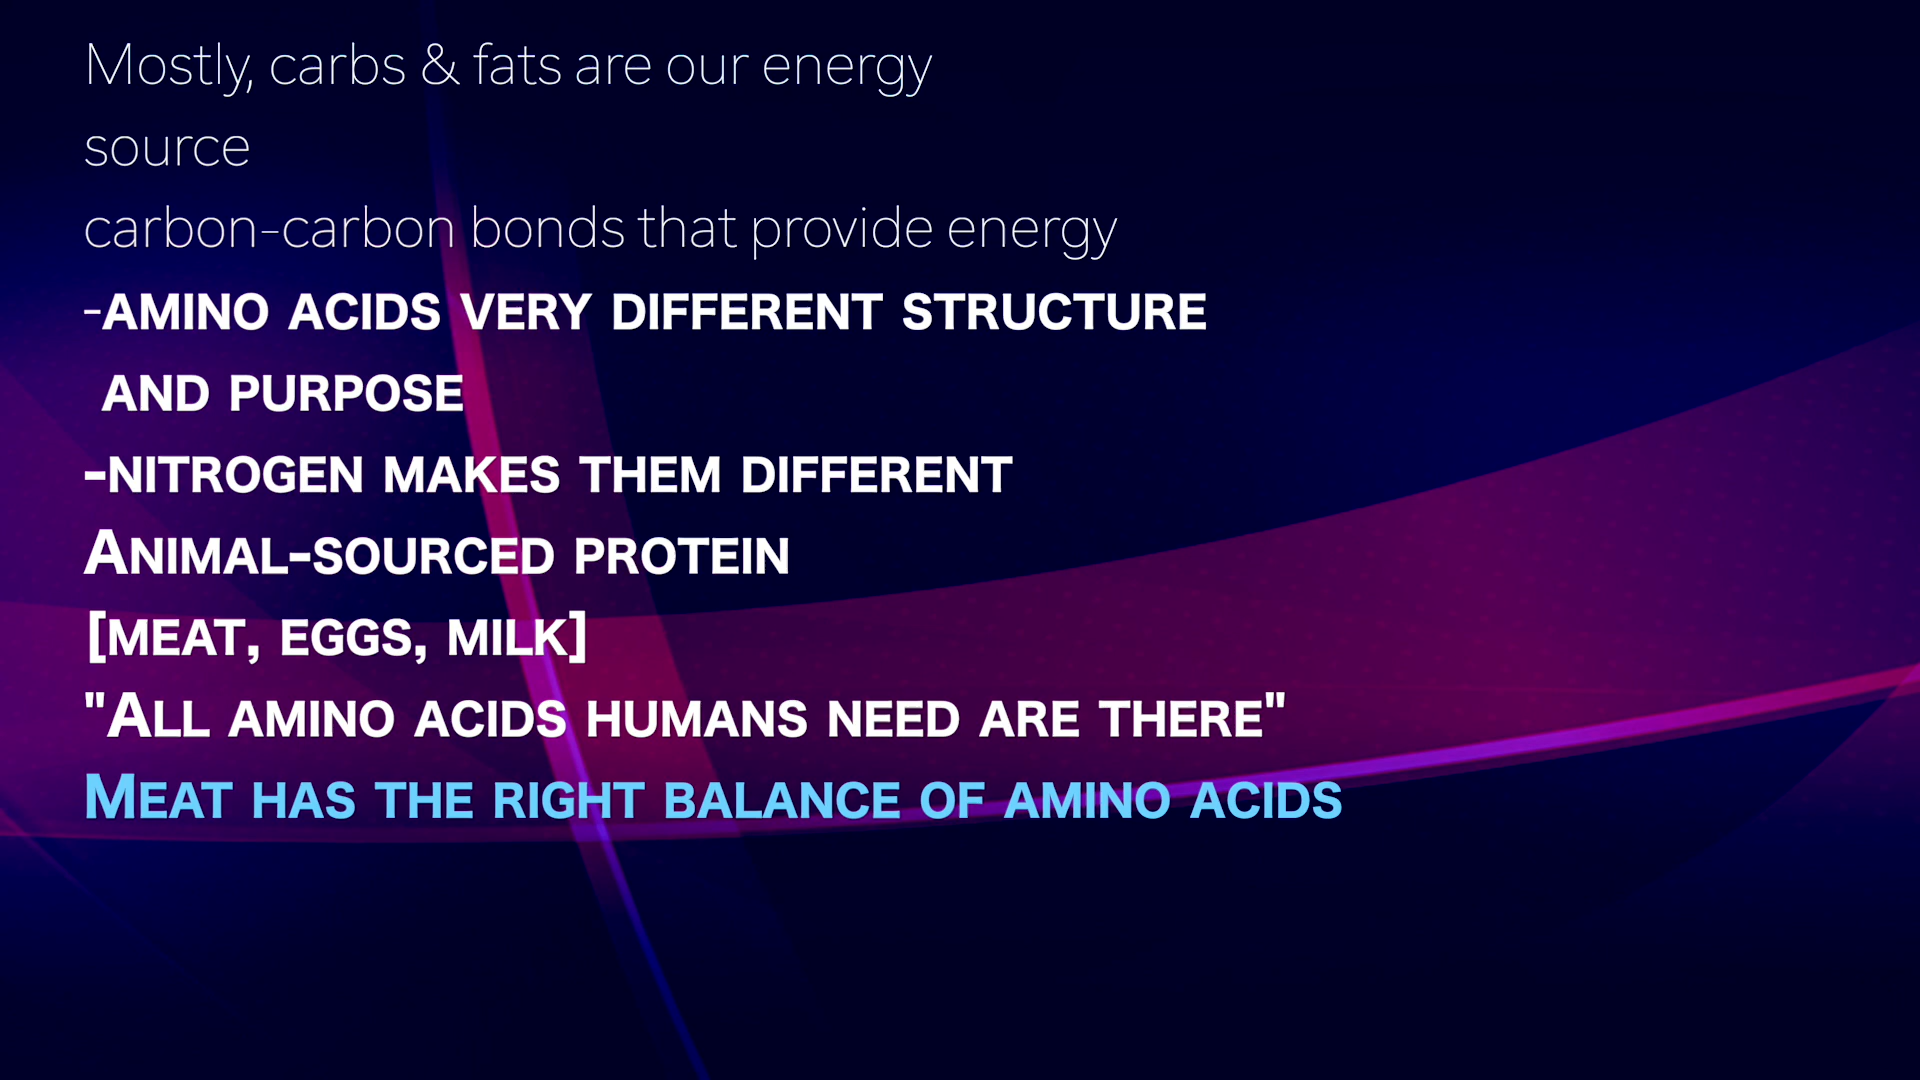 Mostly, carbs & fats are our energy
source
carbon-carbon bonds that provide energy
-AMINO ACIDS VERY DIFFERENT STRUCTURE
AND PURPOSE
-NITROGEN MAKES THEM DIFFERENT
ANIMAL-SOURCED PROTEIN
[MEAT, EGGS, MILK]
"ALL AMINO ACIDS HUMANS NEED ARE THERE"
MEAT HAS THE RIGHT BALANCE OF AMINO ACIDS